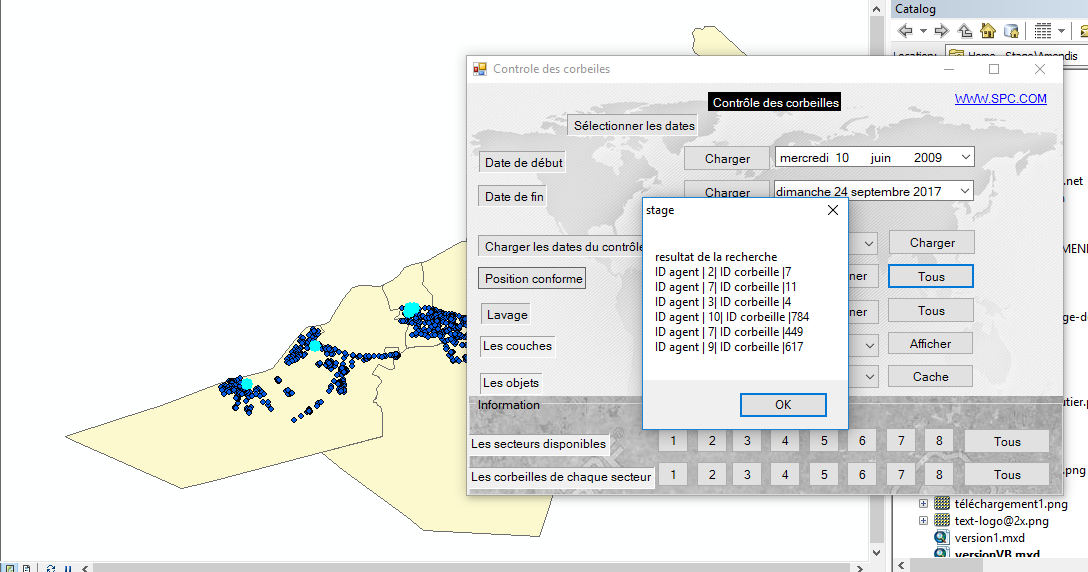 Catalog
Location:
Home - Stage\Amendis
Controle des corbeiles
Contrôle des corbeilles
WWW.SPC.COM
Sélectionner les dates
Date de début
Charger
mercredi 10 juin 2009
Date de fin
Charger
dimanche 24 septembre 2017
.net
stage
Charger les dates du contrôle
Charger
resultat de la recherche
ID agent | 2| ID corbeille |7
ID agent | 7| ID corbeille |11
ID agent | 3| ID corbeille |4
ID agent | 10| ID corbeille |784
ID agent | 7| ID corbeille |449
ID agent | 9| ID corbeille |617
OK
Position conforme
ner
Tous
Lavage
ner
Tous
Les couches
Afficher
Les objets
Cache
Information
Les secteurs disponibles
1 2 3 4 5 6 7 8 Tous
Les corbeilles de chaque secteur
1 2 3 4 5 6 7 8 Tous
.png
téléchargement1.png
text-logo@2x.png
version1.mxd
versionVB.mxd